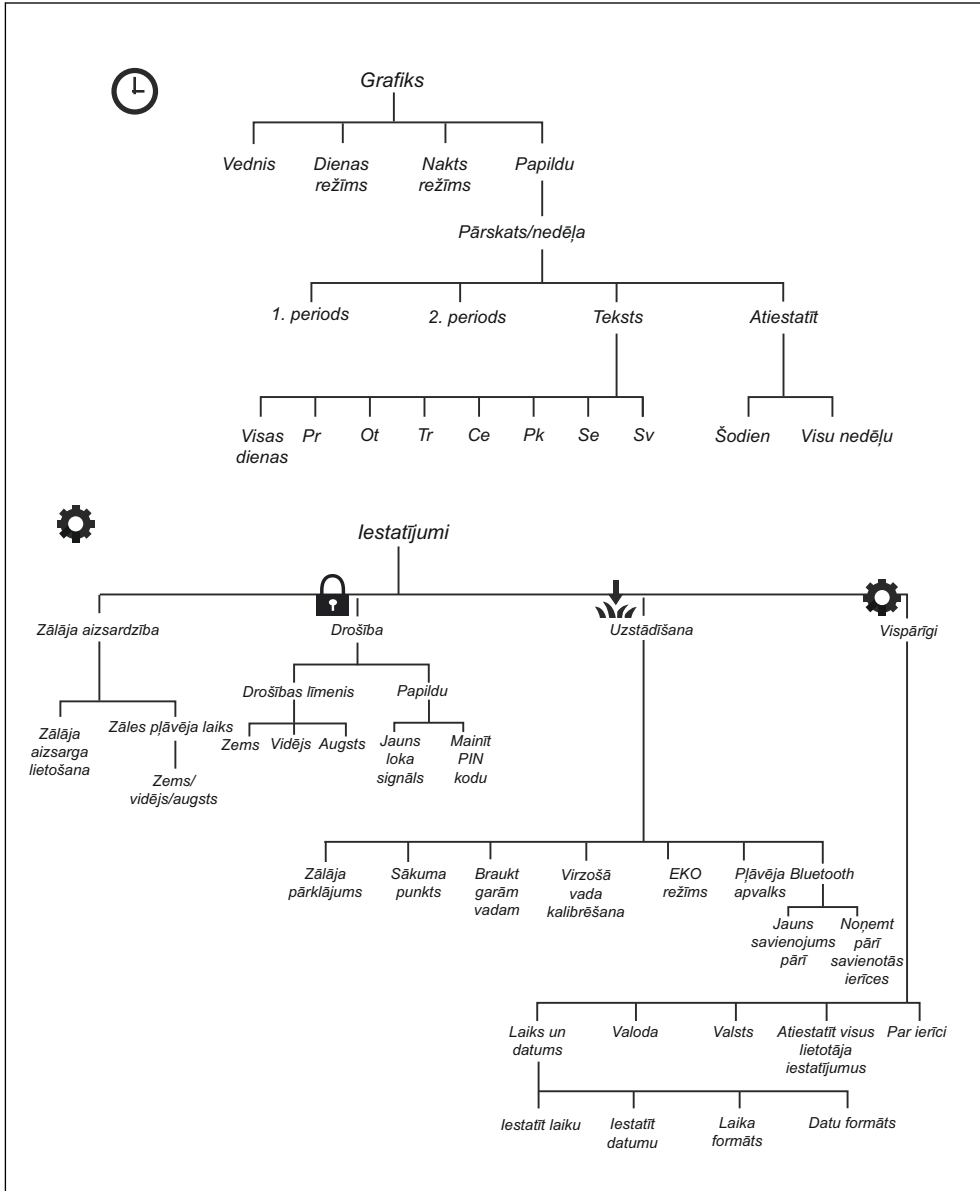 Grafiks
Vednis
Dienas
režīms
Nakts
režīms
Papildu
Pārskats/nedēļa
1. periods
2. periods
Teksts
Atiestatīt
Visas
dienas
Pr
Ot
Tr
Ce
Pk
Se
Sv
Šodien
Visu nedēļu
Iestatījumi
Zālāja aizsardzība
Drošība
Uzstādīšana
Vispārīgi
Zālāja
aizsarga
lietošana
Zāles pļāvēja laiks
Zems/
vidējs/augsts
Drošības līmenis
Zems
Vidējs
Augsts
Papildu
Jauns
loka
signāls
Mainīt
PIN
kodu
Zālāja
pārklājums
Sākuma
punkts
Braukt
garām
vadam
Virzošā
vada
kalibrēšana
EKO
režīms
Pļāvēja
apvalks
Bluetooth
Jauns
savienojums
pārī
Noņemt
pārī
savienotās
ierīces
Laiks un
datums
Valoda
Valsts
Atiestatīt visus
lietotāja
iestatījumus
Par ierīci
Iestatīt laiku
Iestatīt
datumu
Laika
formāts
Datu formāts